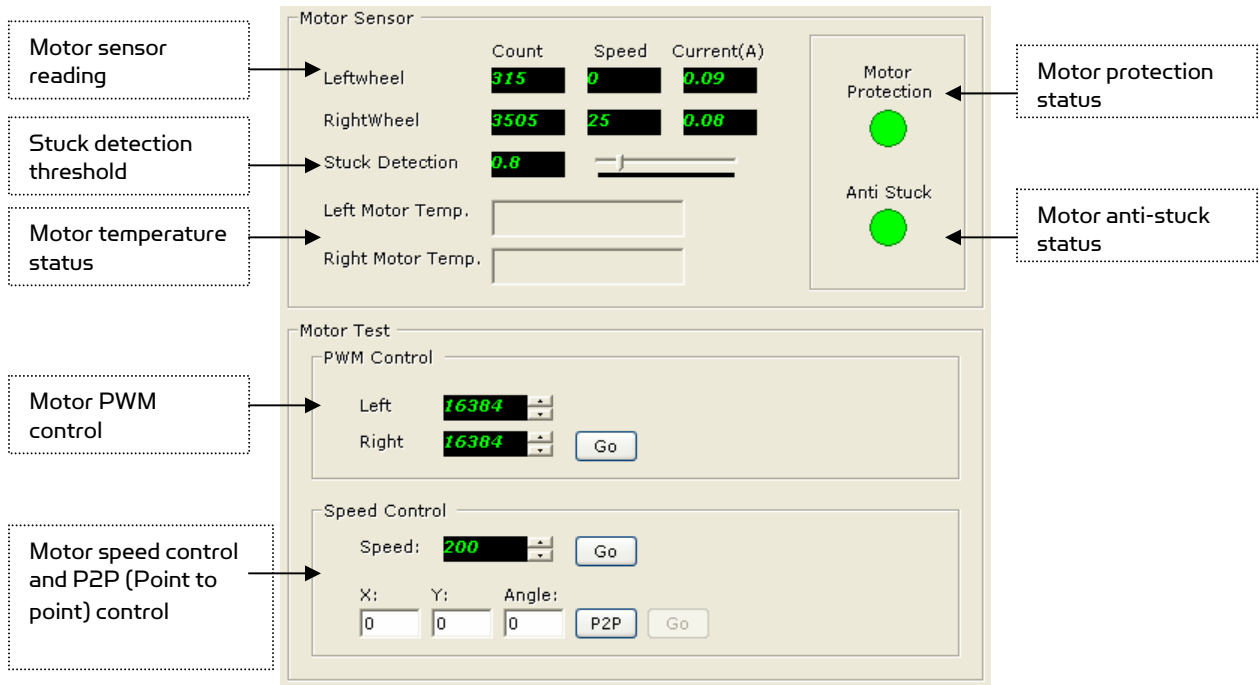 Motor sensor
reading
Stuck detection
threshold
Motor temperature
status
Motor PWM
control
Motor speed control
and P2P (Point to
point) control
Motor Sensor
Count Speed Current(A)
Leftwheel 315 0 0.09
RightWheel 3505 25 0.08
Stuck Detection 0.8
Left Motor Temp.
Right Motor Temp.
Motor
Protection
Anti Stuck
Motor Test
PWM Control
Left 16384
Right 16384 Go
Speed Control
Speed: 200 Go
X: Y: Angle:
0 0 0 P2P Go
Motor protection
status
Motor anti-stuck
status